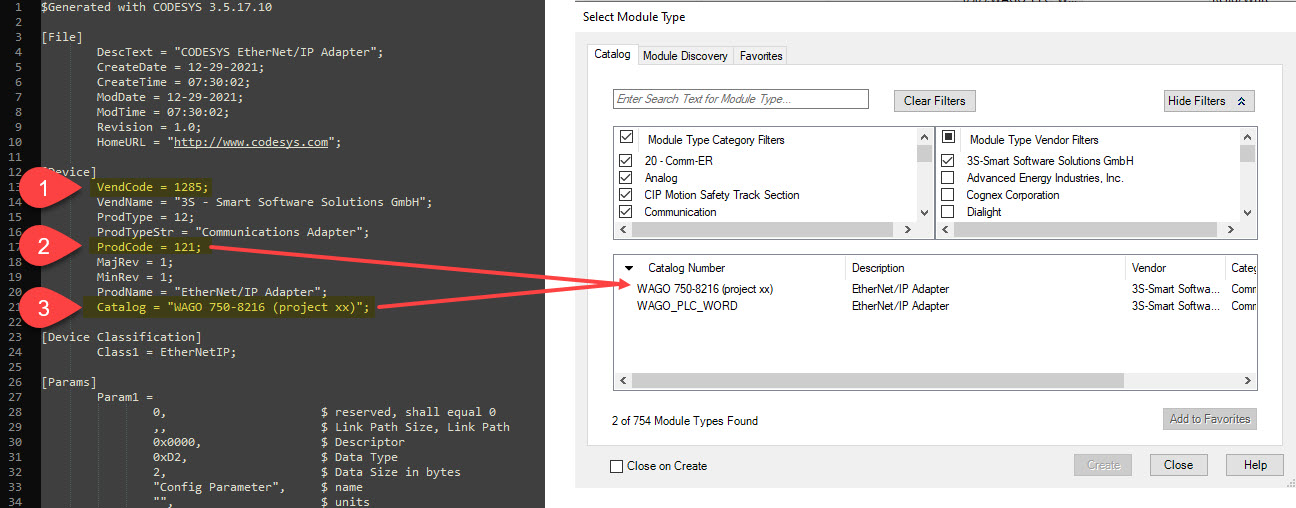 1 $Generated with CODESYS 3.5.17.10
2
3 [File]
4 DescText = "CODESYS EtherNet/IP Adapter";
5 CreateDate = 12-29-2021;
6 CreateTime = 07:30:02;
7 ModDate = 12-29-2021;
8 ModTime = 07:30:02;
9 Revision = 1.0;
10 HomeURL = "http://www.codesys.com";
11
12 [Device]
13 VendCode = 1285;
1
14 VendName = "3S - Smart Software Solutions GmbH";
15 ProdType = 12;
16 ProdTypeStr = "Communications Adapter";
17 ProdCode = 121;
2
18 MajRev = 1;
19 MinRev = 1;
20 ProdName = "EtherNet/IP Adapter";
21 Catalog = "WAGO 750-8216 (project xx)";
3
22
23 [Device Classification]
24 Class1 = EtherNetIP;
25
26 [Params]
27 Param1 =
28 0, $ reserved, shall equal 0
29 ,, $ Link Path Size, Link Path
30 0x0000, $ Descriptor
31 0xD2, $ Data Type
32 2, $ Data Size in bytes
33 "Config Parameter", $ name
34 "", $ units
Select Module Type
Catalog Module Discovery Favorites
Enter Search Text for Module Type...
Clear Filters
Hide Filters
Module Type Category Filters
20 - Comm-ER
Analog
CIP Motion Safety Track Section
Communication
Module Type Vendor Filters
3S-Smart Software Solutions GmbH
Advanced Energy Industries, Inc.
Cognex Corporation
Dialight
Catalog Number Description Vendor Categ
WAGO 750-8216 (project xx) EtherNet/IP Adapter 3S-Smart Softwa... Comm
WAGO_PLC_WORD EtherNet/IP Adapter 3S-Smart Softwa... Comm
2 of 754 Module Types Found
Add to Favorites
Close on Create
Create
Close
Help